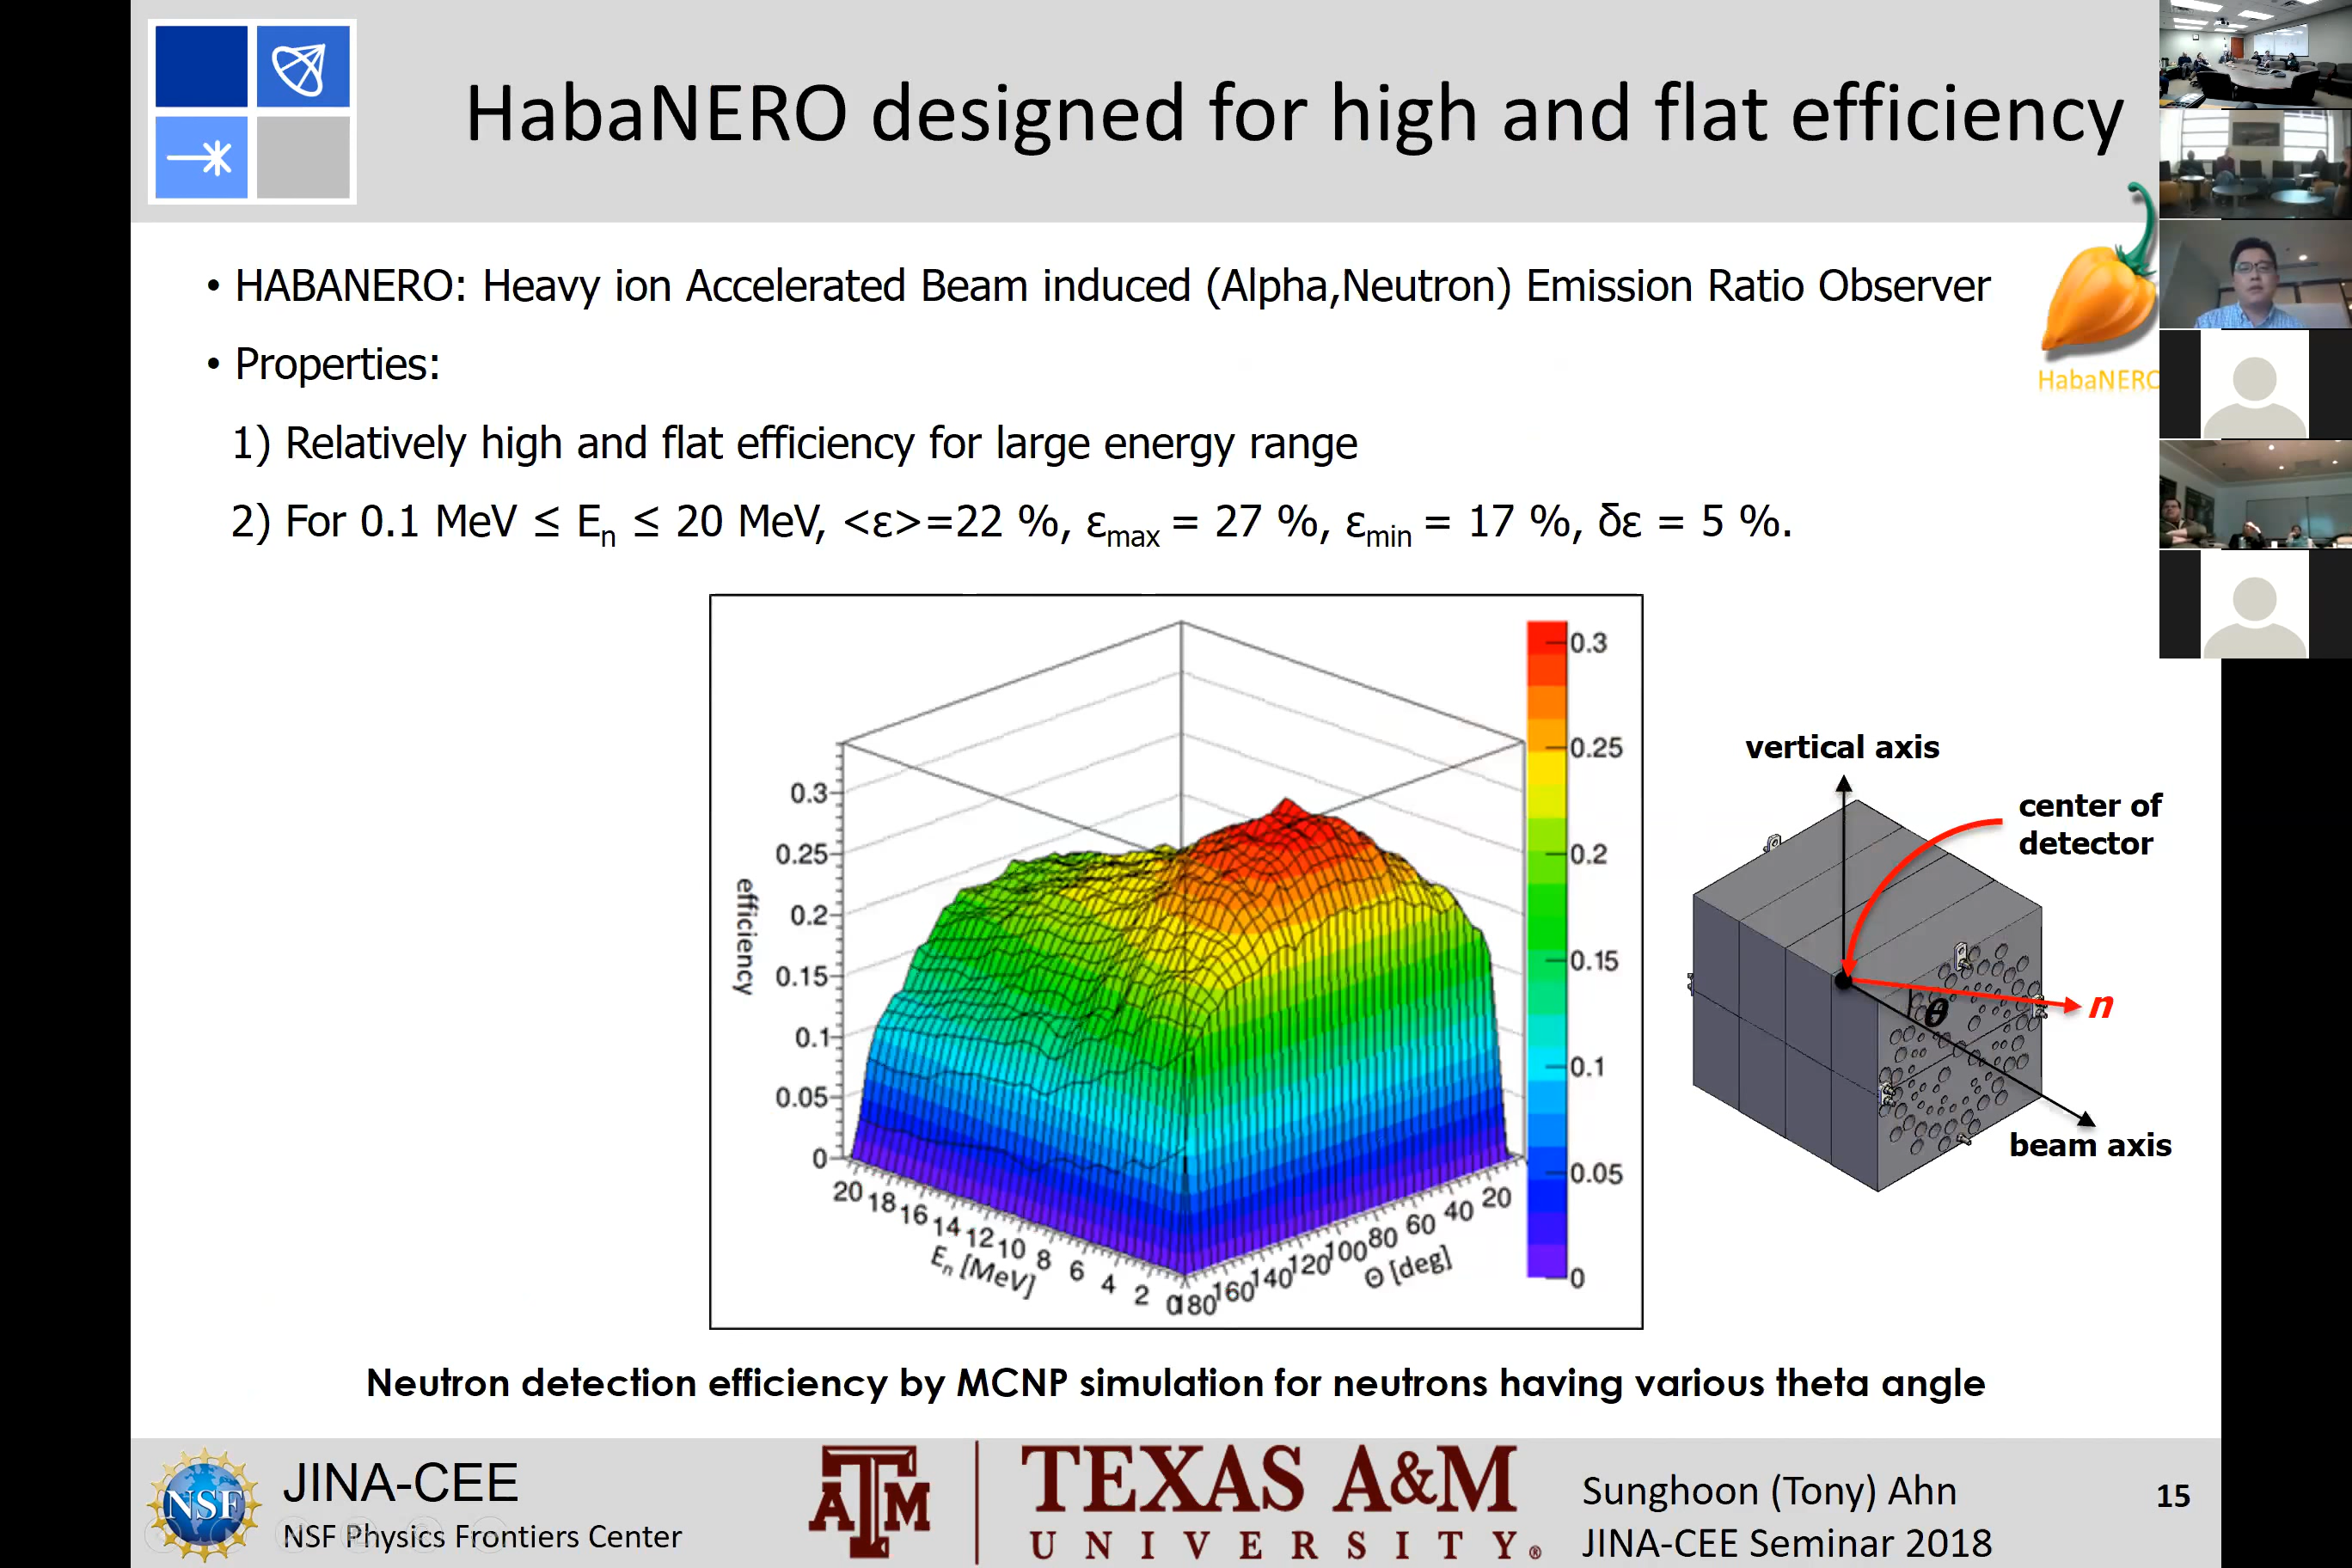 HabaNERO designed for high and flat efficiency
• HABANERO: Heavy ion Accelerated Beam induced (Alpha,Neutron) Emission Ratio Observer
• Properties:
1) Relatively high and flat efficiency for large energy range
2) For 0.1 MeV ≤ En ≤ 20 MeV, <ε>=22 %, εmax = 27 %, εmin = 17 %, δε = 5 %.
HabaNERO
efficiency
0.3
0.25
0.2
0.15
0.1
0.05
0
20 18 16 14 12 10 8 6 4 2 0
En [MeV]
180 160 140 120 100 80 60 40 20
Θ [deg]
0.3
0.25
0.2
0.15
0.1
0.05
0
vertical axis
center of
detector
n
θ
beam axis
Neutron detection efficiency by MCNP simulation for neutrons having various theta angle
NSF
JINA-CEE
NSF Physics Frontiers Center
ATM
TEXAS A&M
UNIVERSITY®
Sunghoon (Tony) Ahn
JINA-CEE Seminar 2018
15